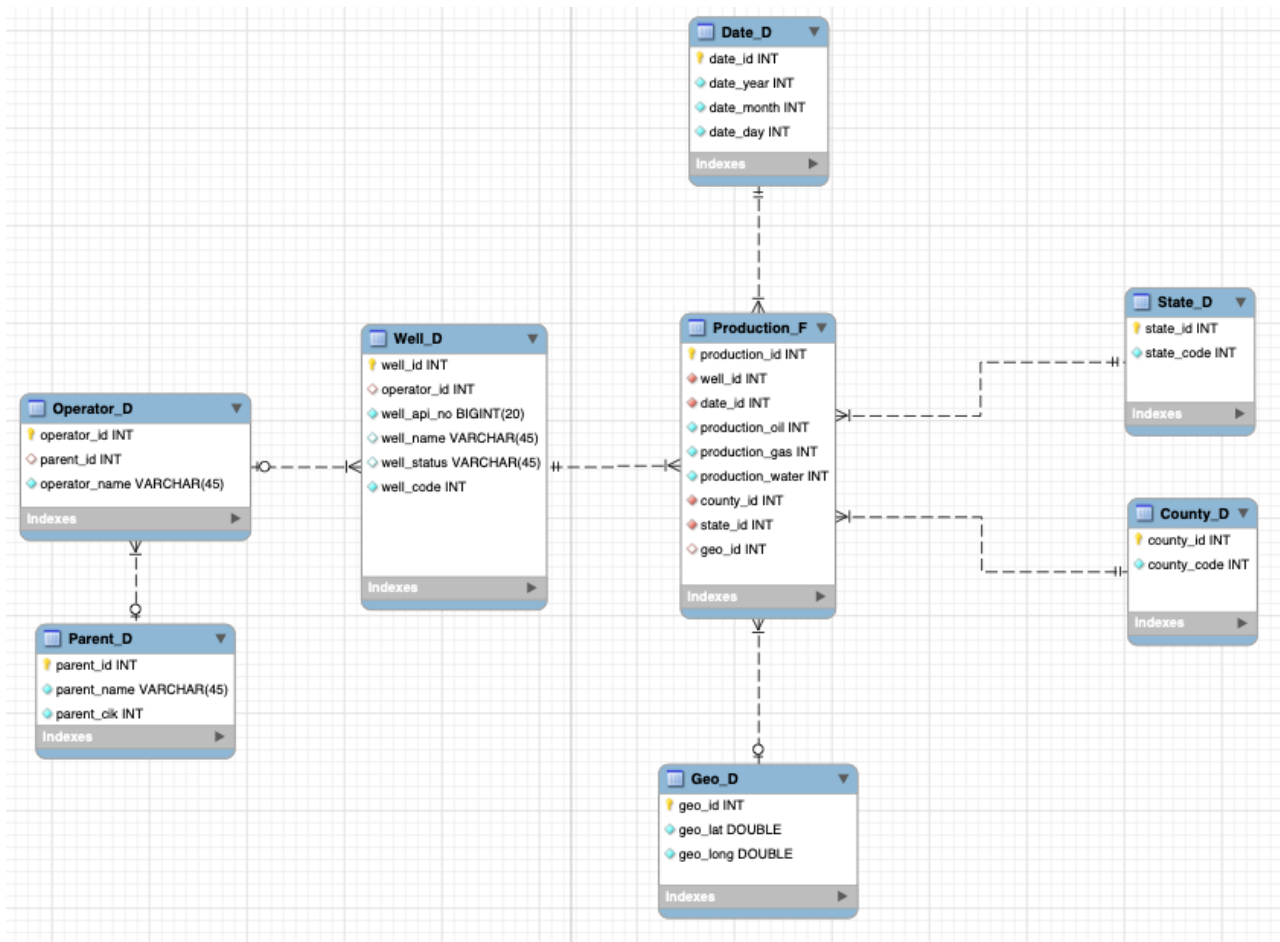 Date_D
date_id INT
date_year INT
date_month INT
date_day INT
Indexes
State_D
state_id INT
state_code INT
Indexes
Production_F
production_id INT
well_id INT
date_id INT
production_oil INT
production_gas INT
production_water INT
county_id INT
state_id INT
geo_id INT
Indexes
Well_D
well_id INT
operator_id INT
well_api_no BIGINT(20)
well_name VARCHAR(45)
well_status VARCHAR(45)
well_code INT
Indexes
Operator_D
operator_id INT
parent_id INT
operator_name VARCHAR(45)
Indexes
County_D
county_id INT
county_code INT
Indexes
Parent_D
parent_id INT
parent_name VARCHAR(45)
parent_cik INT
Indexes
Geo_D
geo_id INT
geo_lat DOUBLE
geo_long DOUBLE
Indexes